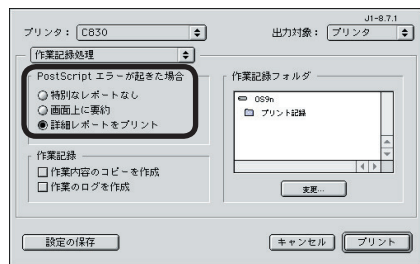 J1-8.7.1
プリンタ： C830
出力対象： プリンタ
作業記録処理
PostScript エラーが起きた場合
特別なレポートなし
画面上に要約
詳細レポートをプリント
作業記録
作業内容のコピーを作成
作業のログを作成
作業記録フォルダ
OS9n
プリント記録
変更...
設定の保存
キャンセル
プリント